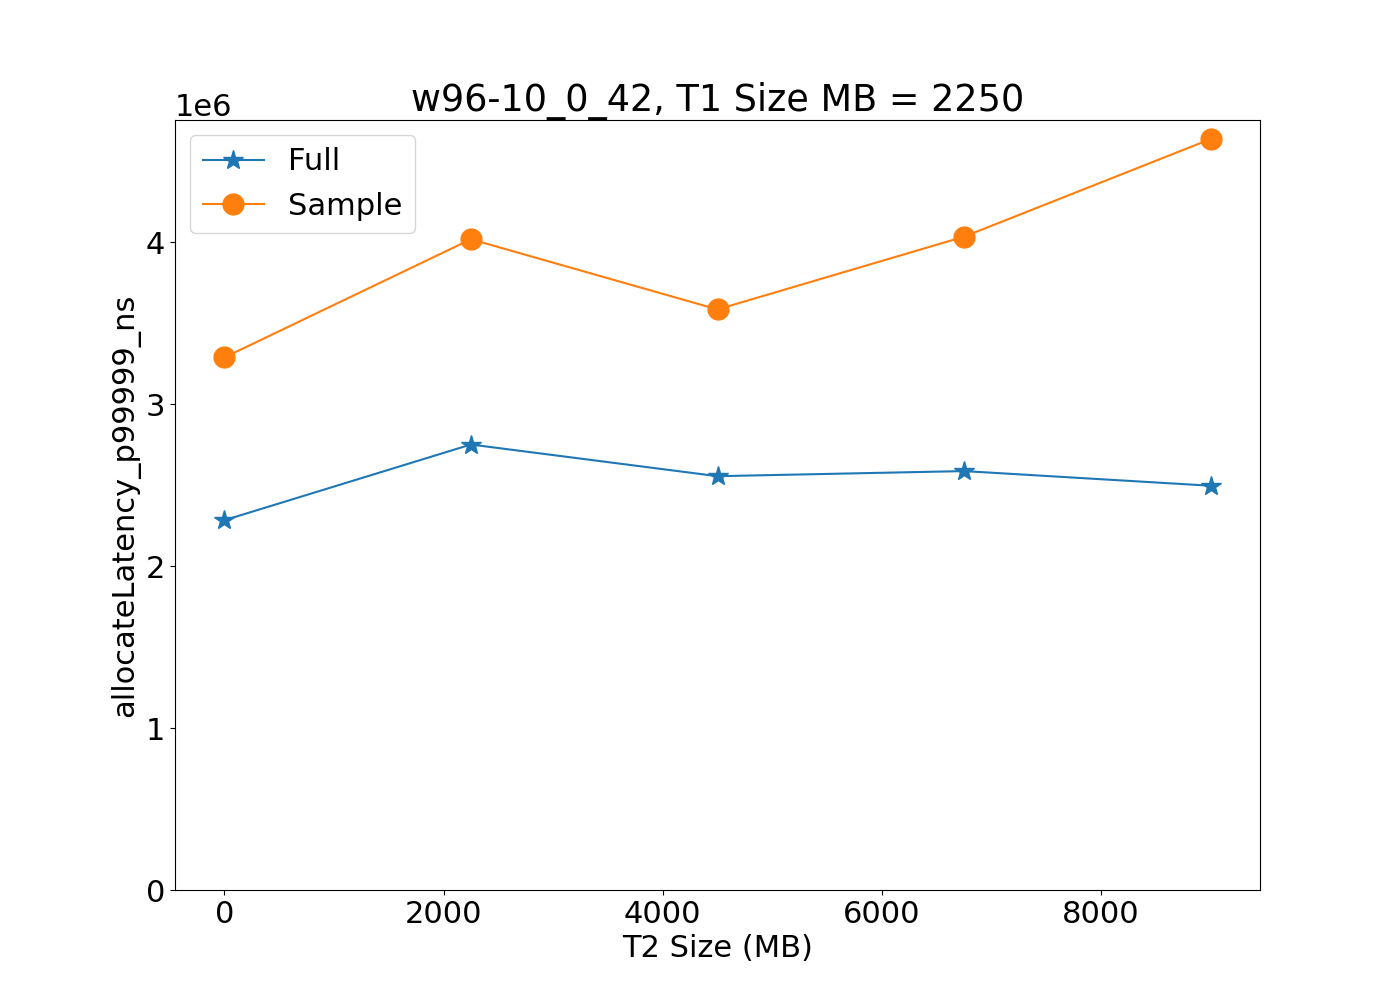 w96-10_0_42, T1 Size MB = 2250
1e6
Full
Sample
4
3
2
1
0
allocateLatency_p99999_ns
0 2000 4000 6000 8000
T2 Size (MB)